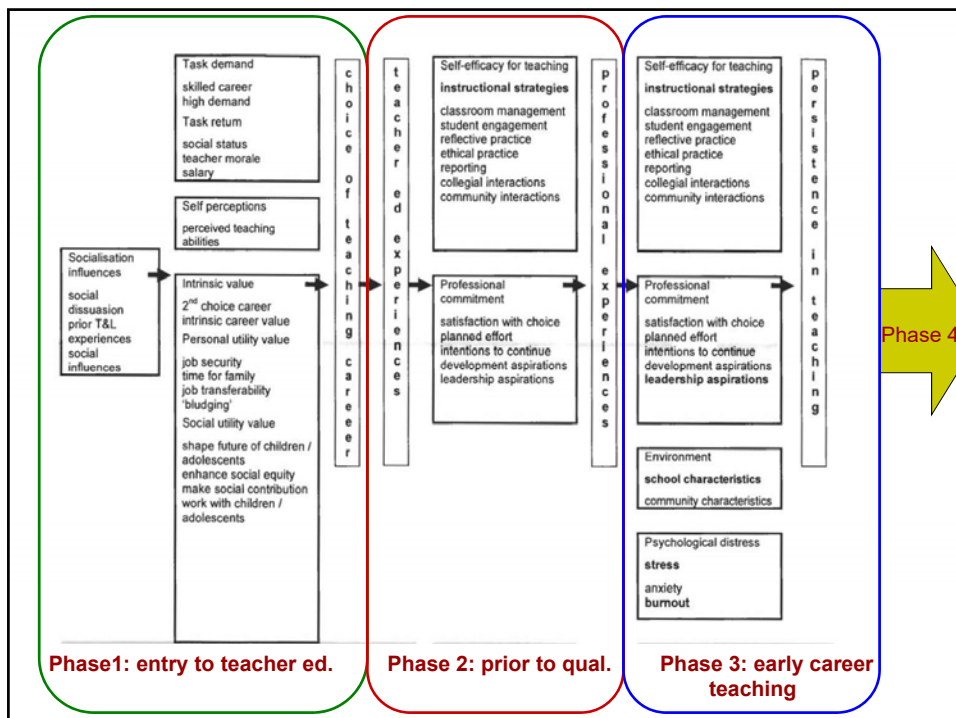 Socialisation
influences
social
dissuasion
prior T&L
experiences
social
influences
Task demand
skilled career
high demand
Task return
social status
teacher morale
salary
Self perceptions
perceived teaching
abilities
Intrinsic value
2nd choice career
intrinsic career value
Personal utility value
job security
time for family
job transferability
'bludging'
Social utility value
shape future of children /
adolescents
enhance social equity
make social contribution
work with children /
adolescents
choice of teaching career
teacher ed experiences
Self-efficacy for teaching
instructional strategies
classroom management
student engagement
reflective practice
ethical practice
reporting
collegial interactions
community interactions
Professional
commitment
satisfaction with choice
planned effort
intentions to continue
development aspirations
leadership aspirations
professional experiences
Self-efficacy for teaching
instructional strategies
classroom management
student engagement
reflective practice
ethical practice
reporting
collegial interactions
community interactions
Professional
commitment
satisfaction with choice
planned effort
intentions to continue
development aspirations
leadership aspirations
Environment
school characteristics
community characteristics
Psychological distress
stress
anxiety
burnout
persistence in teaching
Phase 4
Phase1: entry to teacher ed.
Phase 2: prior to qual.
Phase 3: early career
teaching